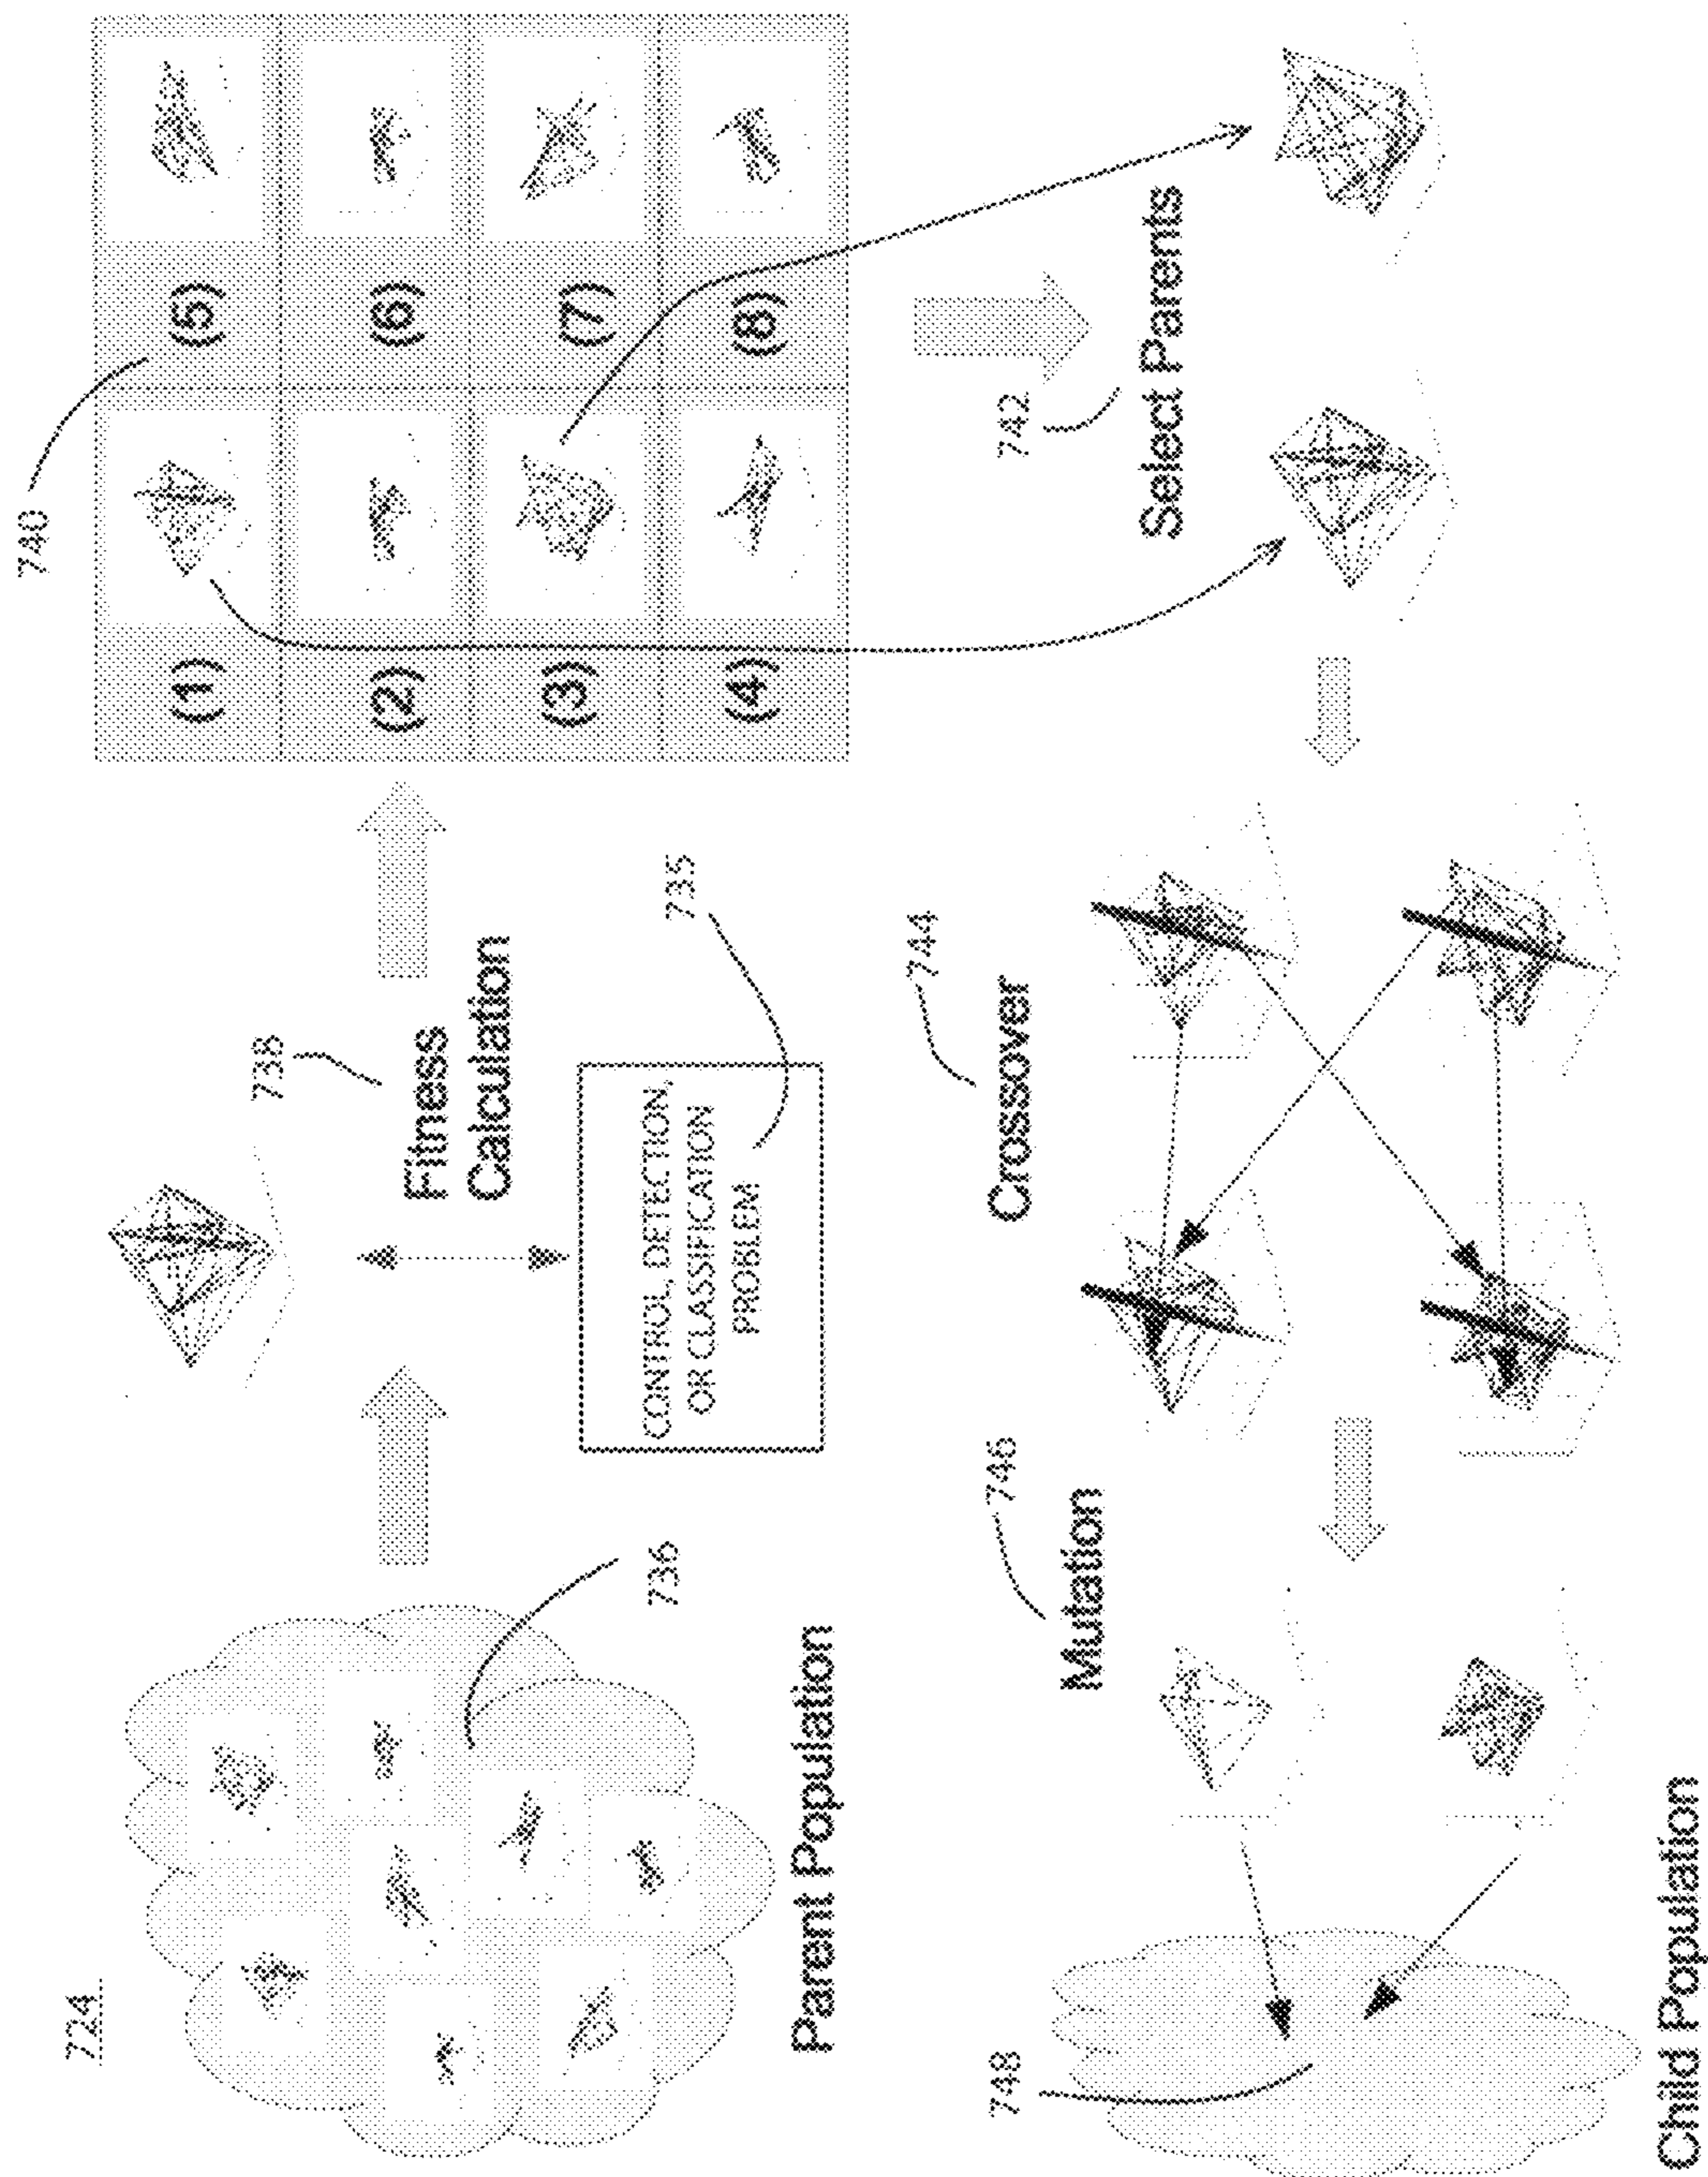 724
736
Parent Population
738
Fitness
Calculation
CONTROL, DETECTION,
OR CLASSIFICATION
PROBLEM
735
740
(1)
(5)
(2)
(6)
(3)
(7)
(4)
(8)
742
Select Parents
744
Crossover
746
Mutation
748
Child Population